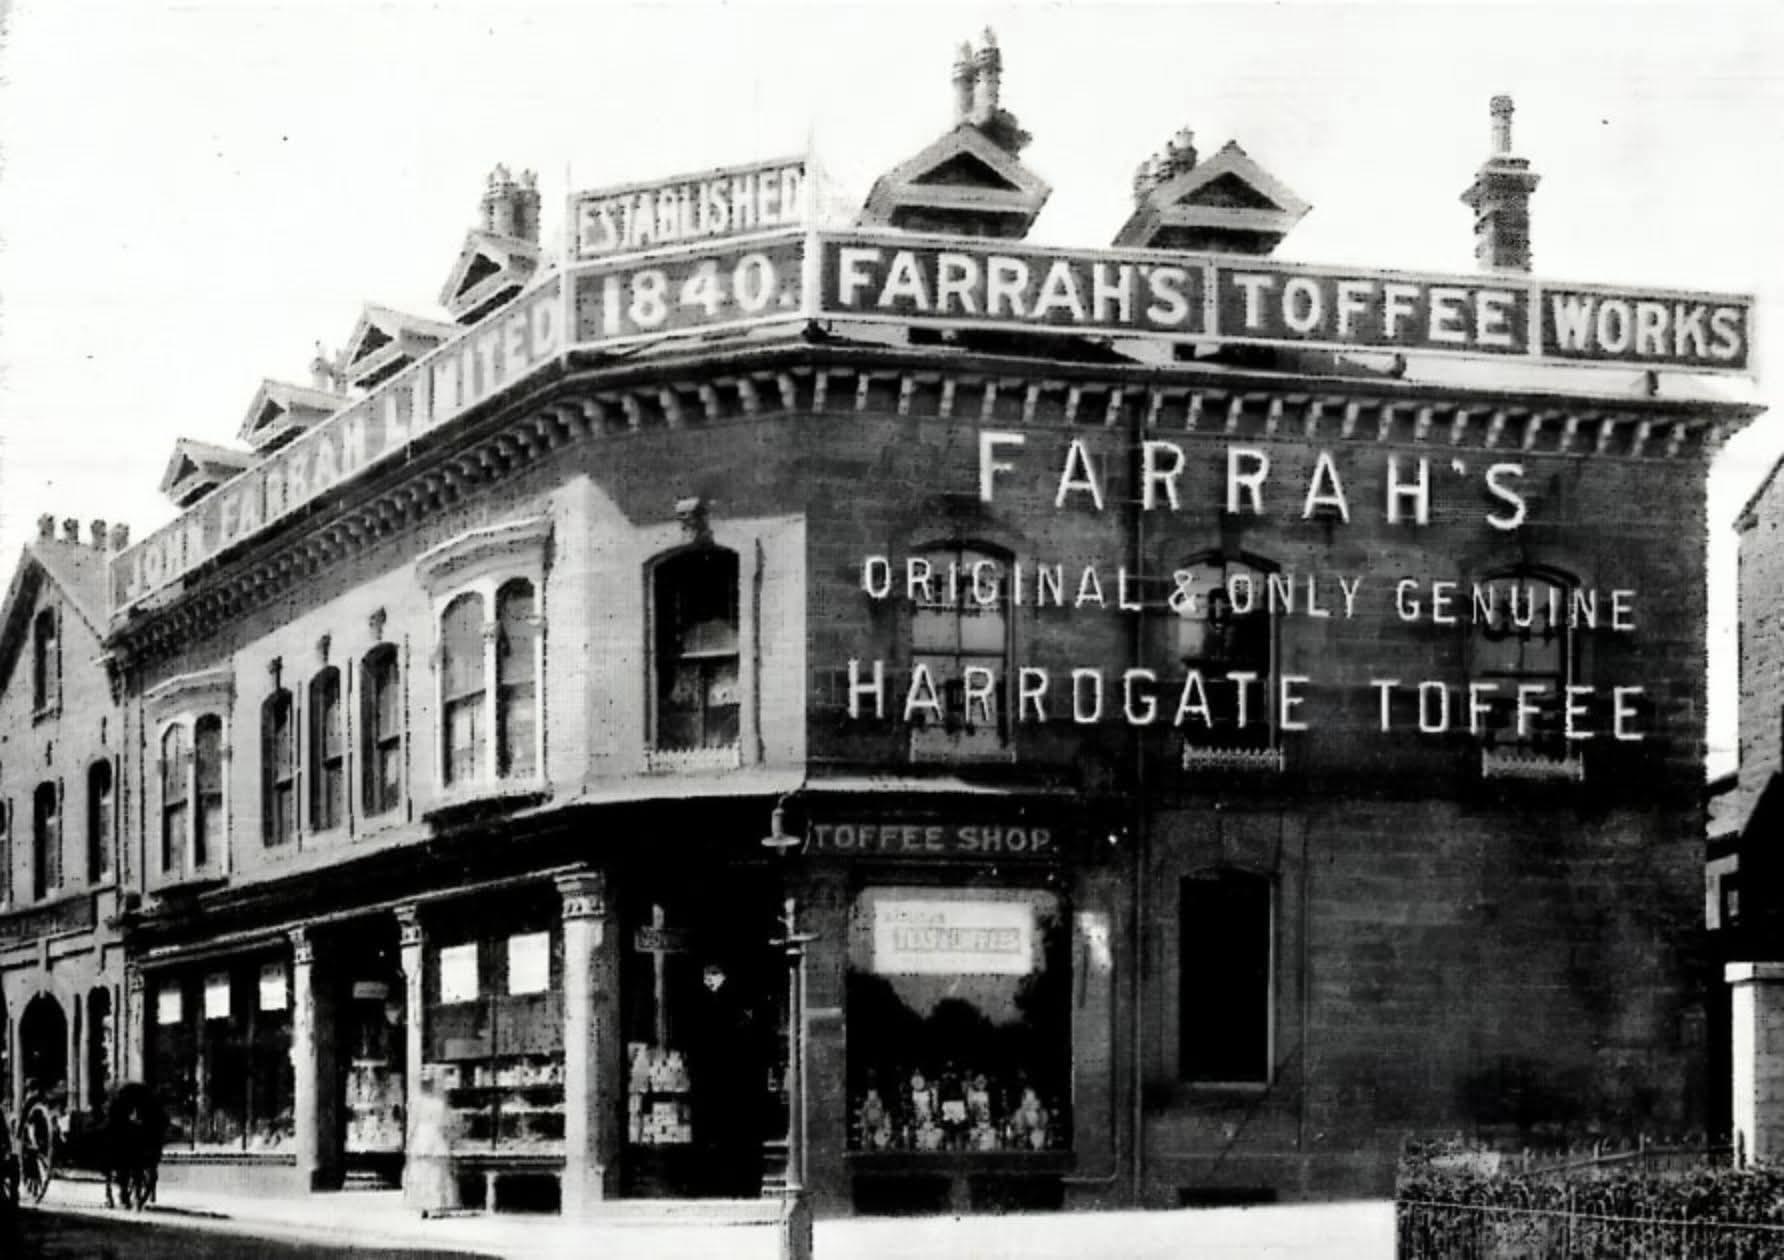 ESTABLISHED
1840.
JOHN FARRAH LIMITED
FARRAH'S TOFFEE WORKS
FARRAH'S
ORIGINAL & ONLY GENUINE
HARROGATE TOFFEE
TOFFEE SHOP